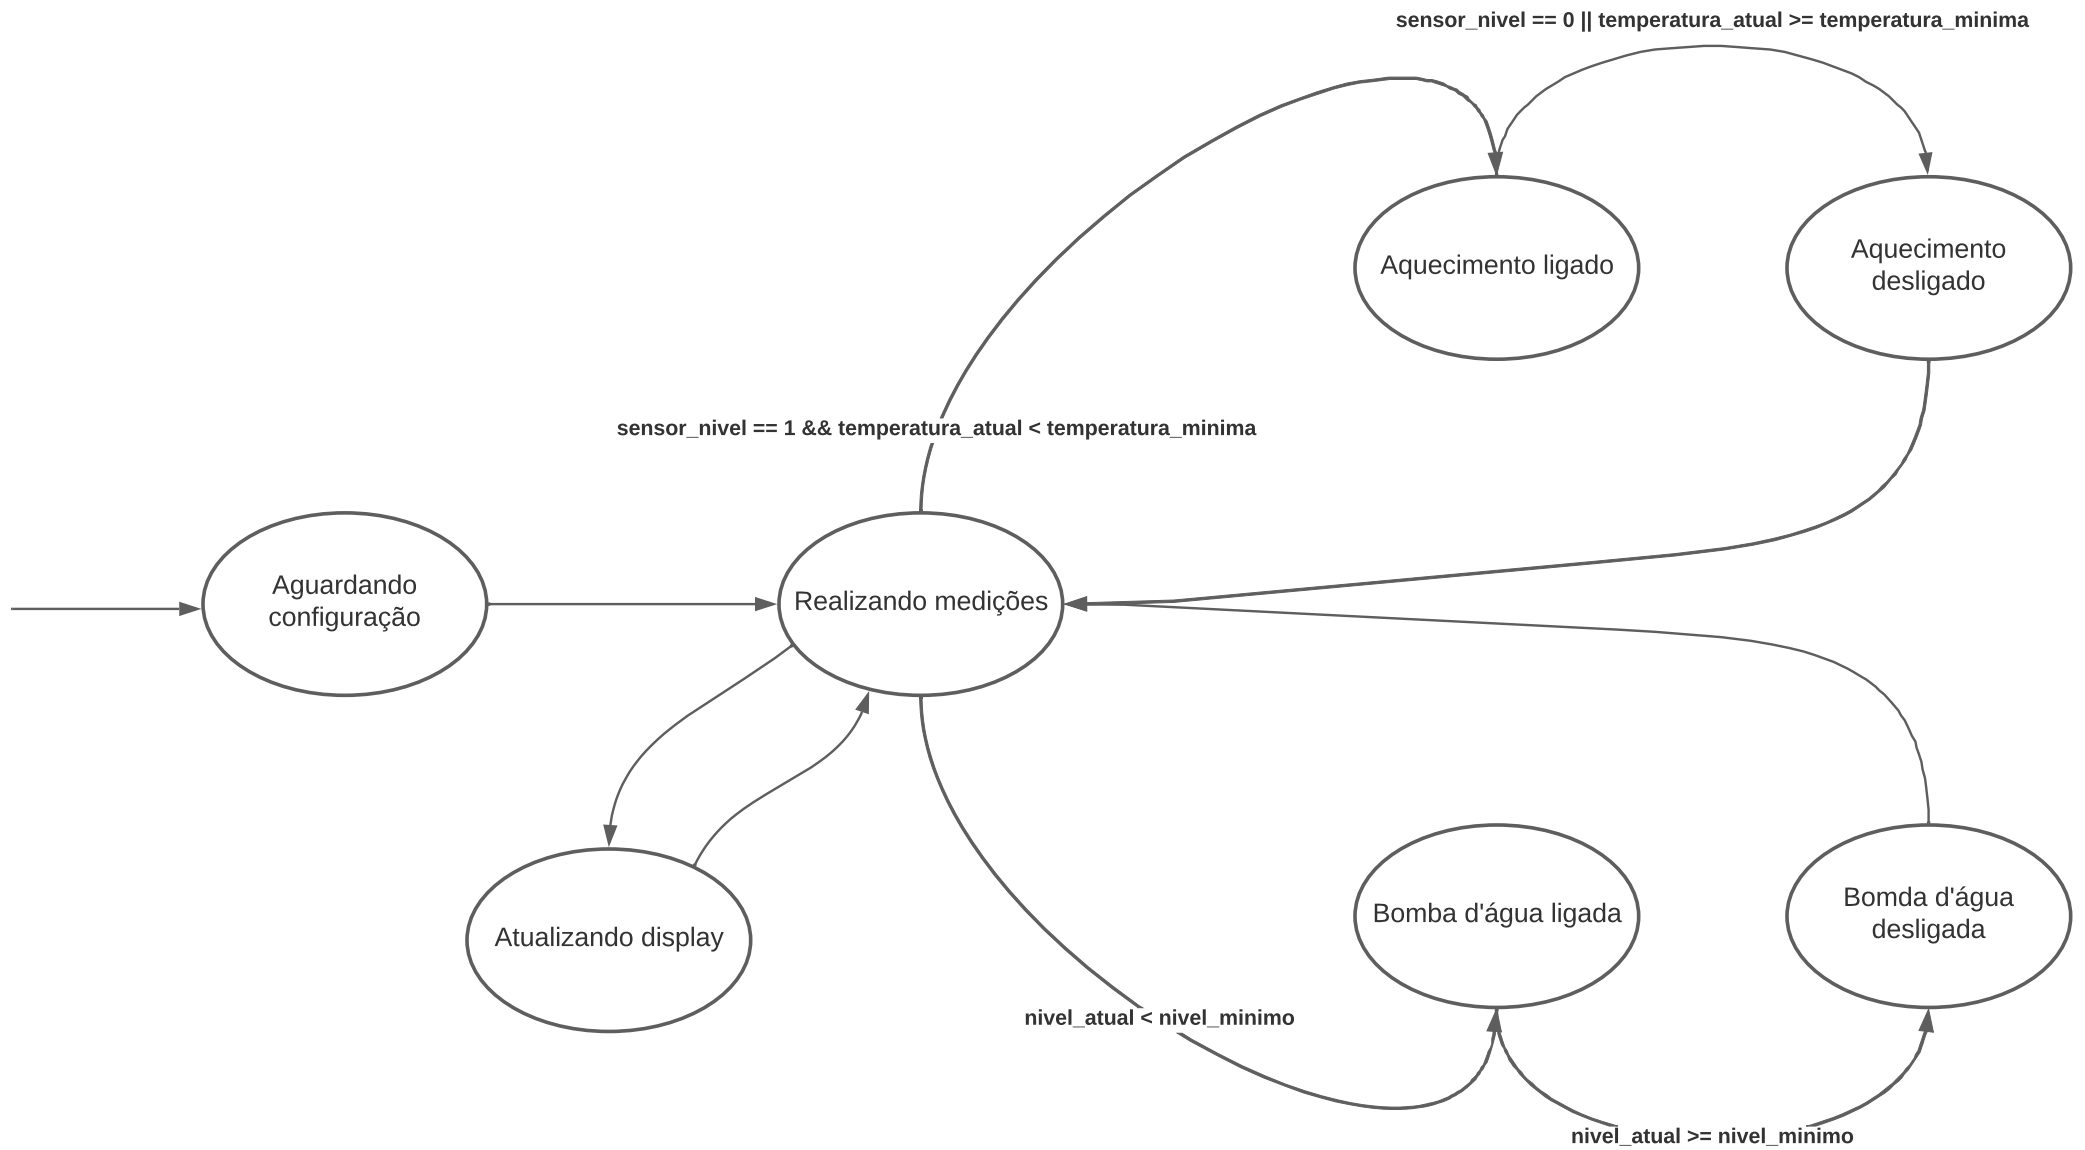 sensor_nivel == 0 || temperatura_atual >= temperatura_minima
Aquecimento ligado
Aquecimento
desligado
sensor_nivel == 1 && temperatura_atual < temperatura_minima
Aguardando
configuração
Realizando medições
Atualizando display
Bomba d'água ligada
Bomda d'água
desligada
nivel_atual < nivel_minimo
nivel_atual >= nivel_minimo